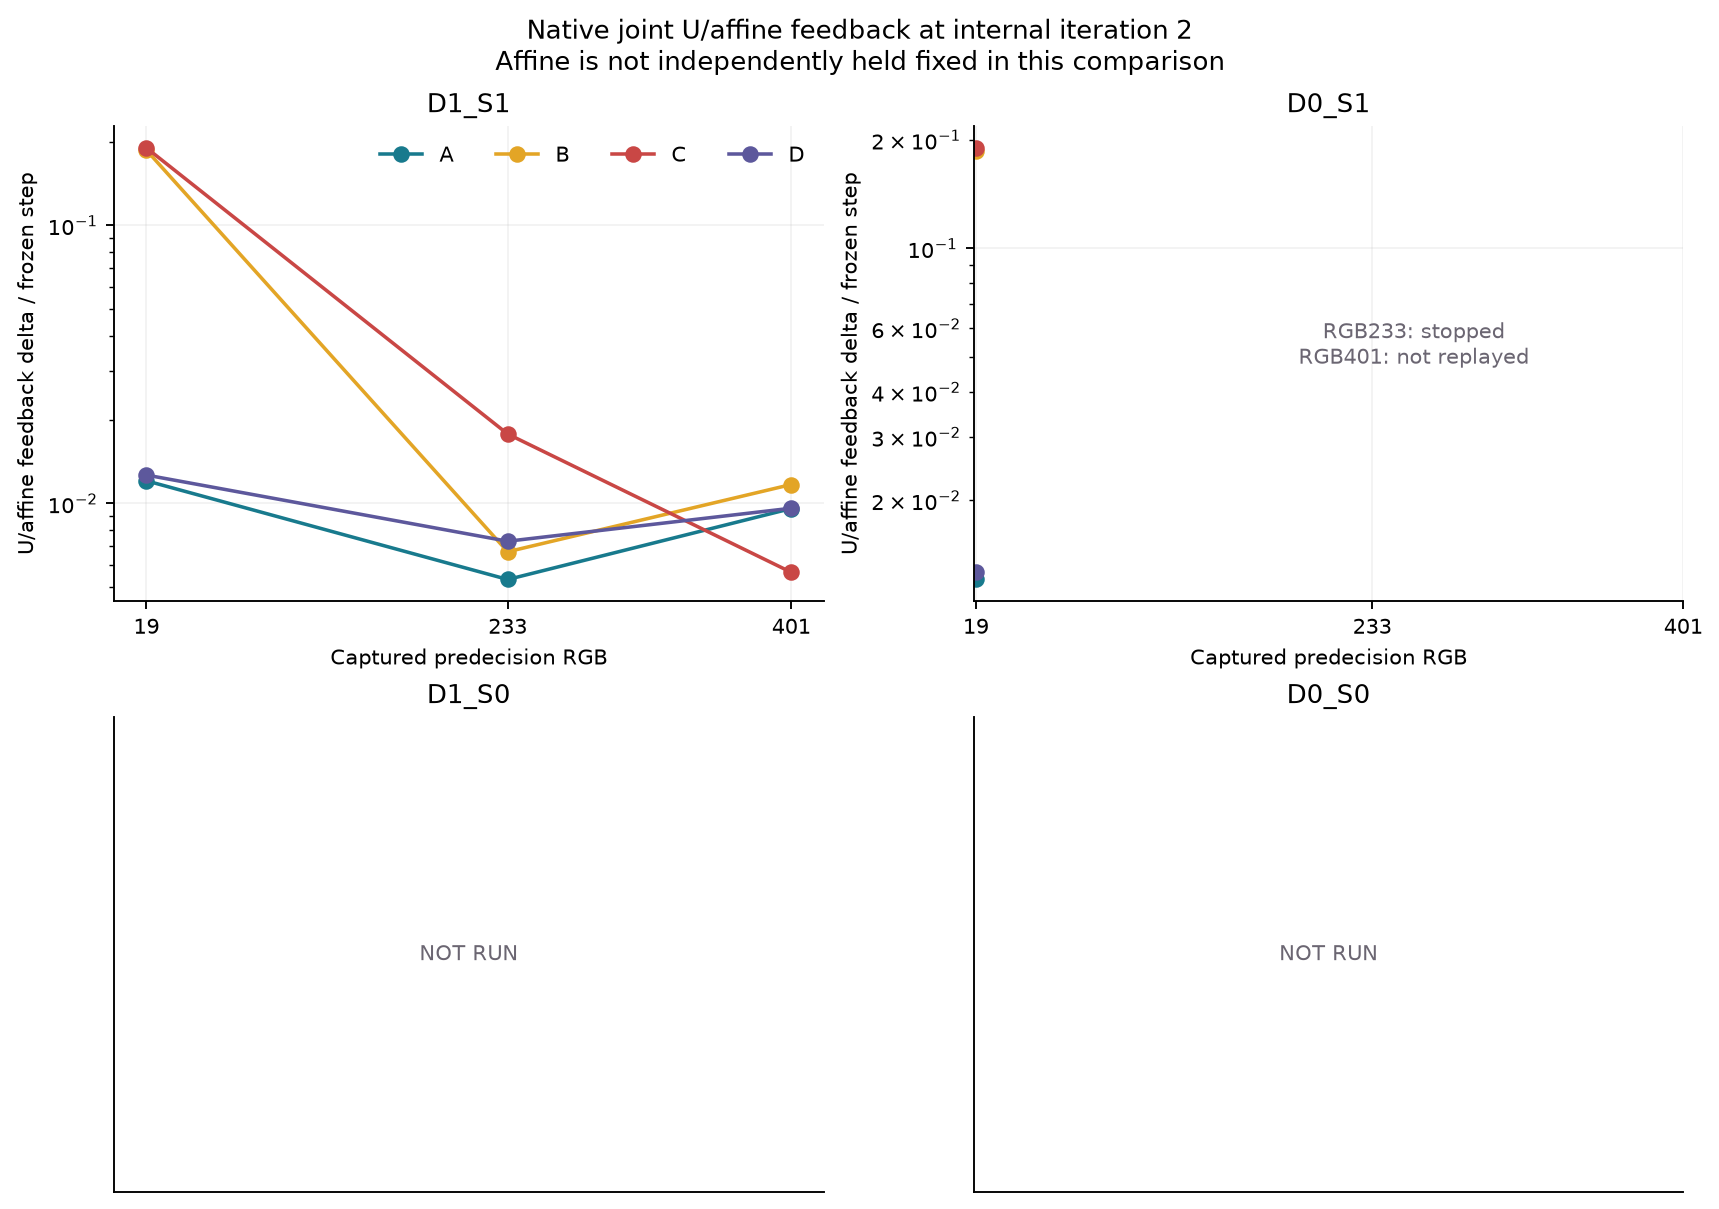 Native joint U/affine feedback at internal iteration 2
Affine is not independently held fixed in this comparison
D1_S1
U/affine feedback delta / frozen step
10⁻¹
10⁻²
A B C D
19 233 401
Captured predecision RGB
D0_S1
U/affine feedback delta / frozen step
2 × 10⁻¹
10⁻¹
6 × 10⁻²
4 × 10⁻²
3 × 10⁻²
2 × 10⁻²
RGB233: stopped
RGB401: not replayed
19 233 401
Captured predecision RGB
D1_S0
NOT RUN
D0_S0
NOT RUN